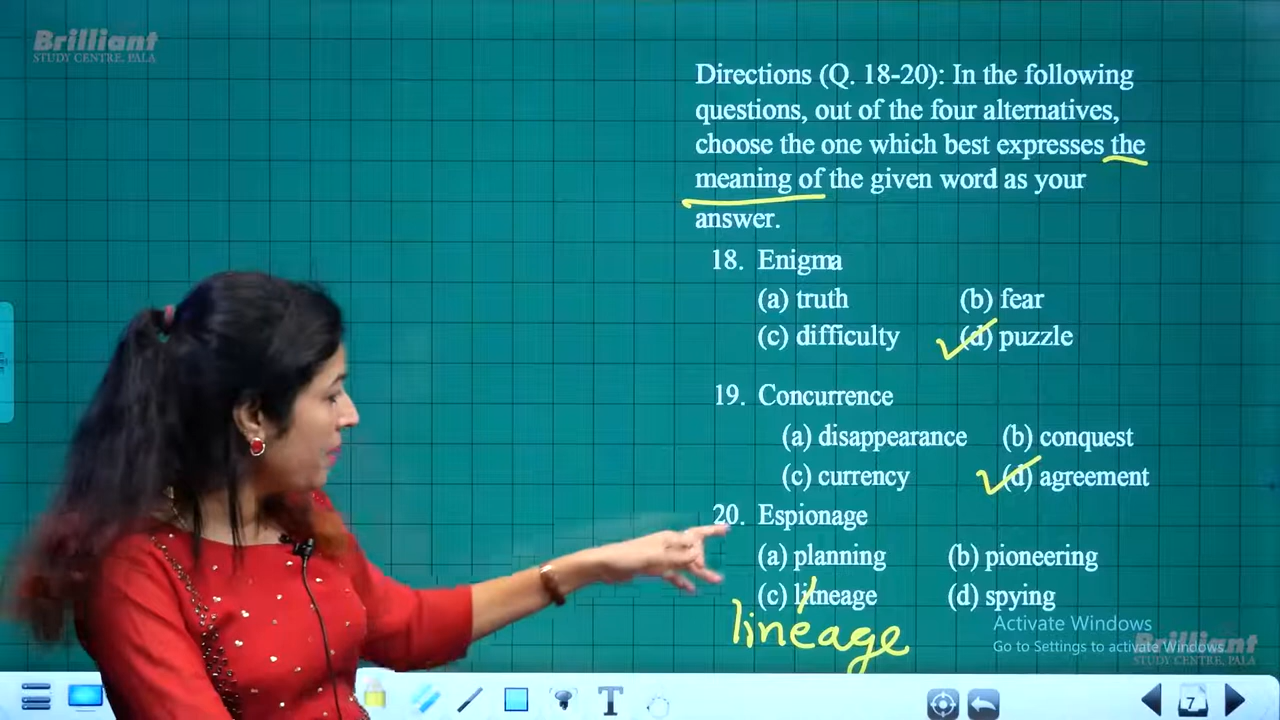 Brilliant
STUDY CENTRE, PALA
Directions (Q. 18-20): In the following
questions, out of the four alternatives,
choose the one which best expresses the
meaning of the given word as your
answer.
18. Enigma
(a) truth (b) fear
(c) difficulty (d) puzzle
19. Concurrence
(a) disappearance (b) conquest
(c) currency (d) agreement
20. Espionage
(a) planning (b) pioneering
(c) limeage (d) spying
lineage
Activate Windows
Go to Settings to activate Windows.
Brilliant
STUDY CENTRE, PALA
T
7